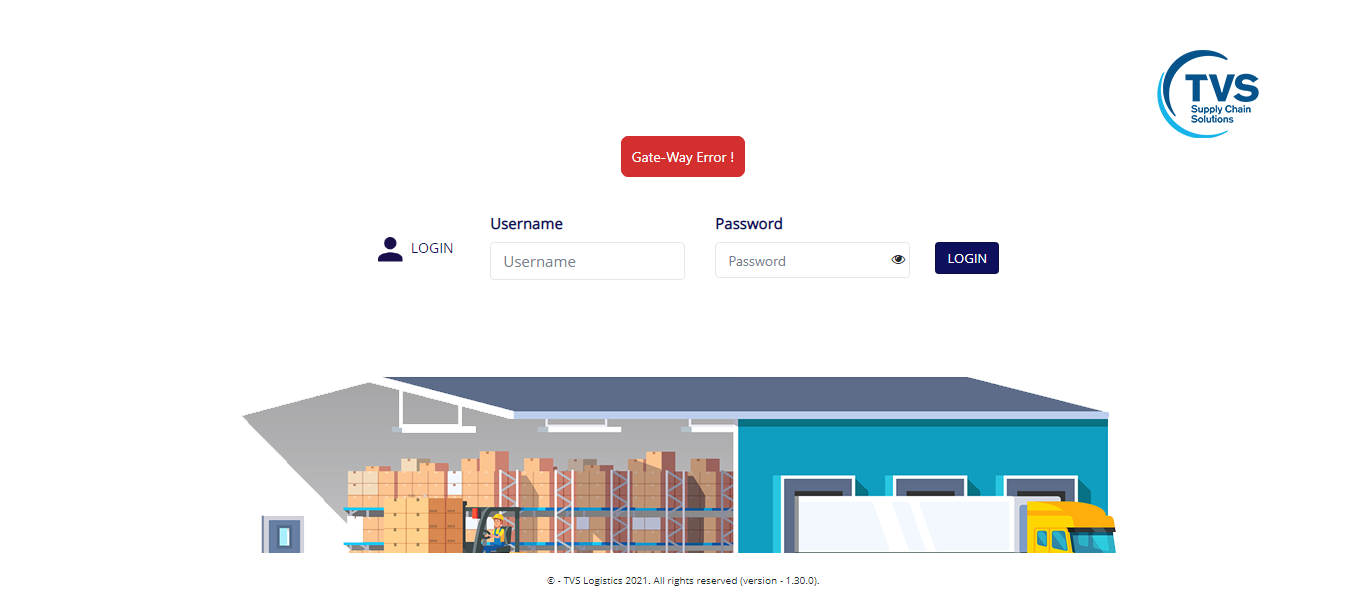 TVS
Supply Chain
Solutions
Gate-Way Error !
Username
Password
LOGIN
Username
Password
LOGIN
© - TVS Logistics 2021. All rights reserved (version - 1.30.0).